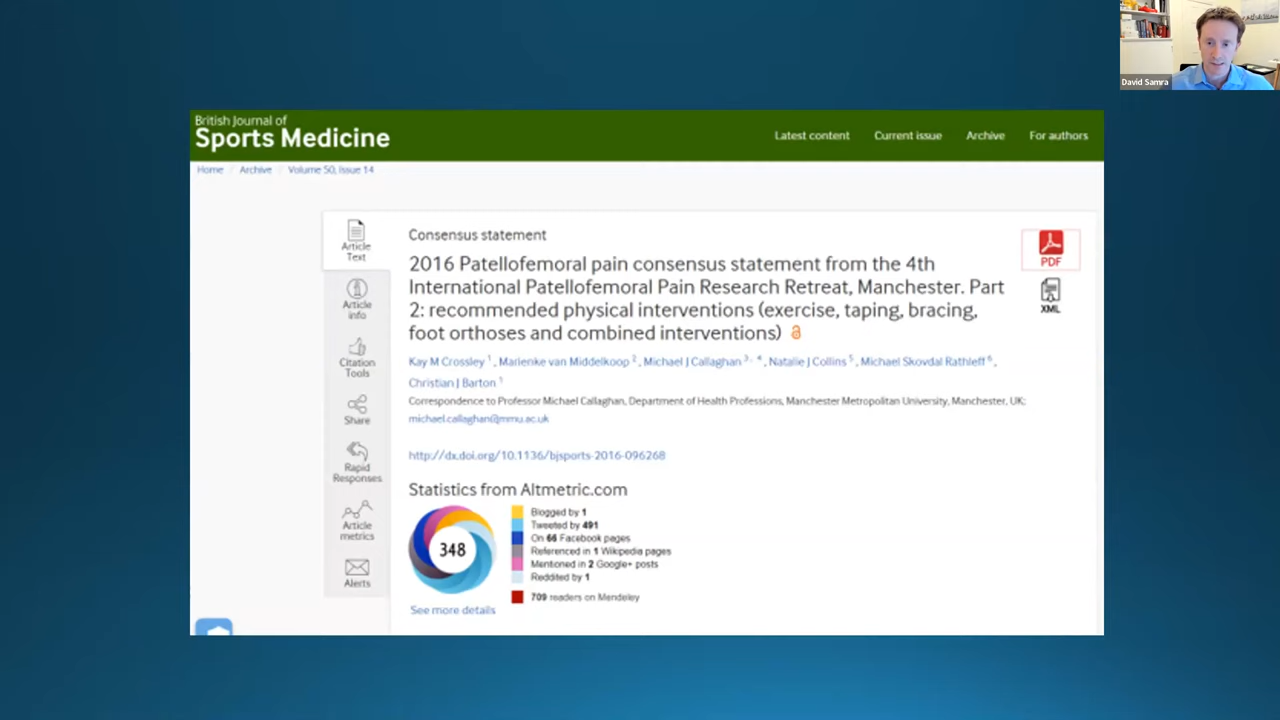 David Samra
British Journal of
Sports Medicine
Latest content
Current issue
Archive
For authors
Home / Archive / Volume 50, Issue 14
Article Text
Article info
Citation Tools
Share
Rapid Responses
Article metrics
Alerts
Consensus statement
2016 Patellofemoral pain consensus statement from the 4th
International Patellofemoral Pain Research Retreat, Manchester. Part
2: recommended physical interventions (exercise, taping, bracing,
foot orthoses and combined interventions)
PDF
XML
Kay M Crossley 1, Marienke van Middelkoop 2, Michael J Callaghan 3, 4, Natalie J Collins 5, Michael Skovdal Rathleff 6,
Christian J Barton 1
Correspondence to Professor Michael Callaghan, Department of Health Professions, Manchester Metropolitan University, Manchester, UK;
michael.callaghan@mmu.ac.uk
http://dx.doi.org/10.1136/bjsports-2016-096268
Statistics from Altmetric.com
348
Blogged by 1
Tweeted by 491
On 66 Facebook pages
Referenced in 1 Wikipedia pages
Mentioned in 2 Google+ posts
Reddited by 1
709 readers on Mendeley
See more details